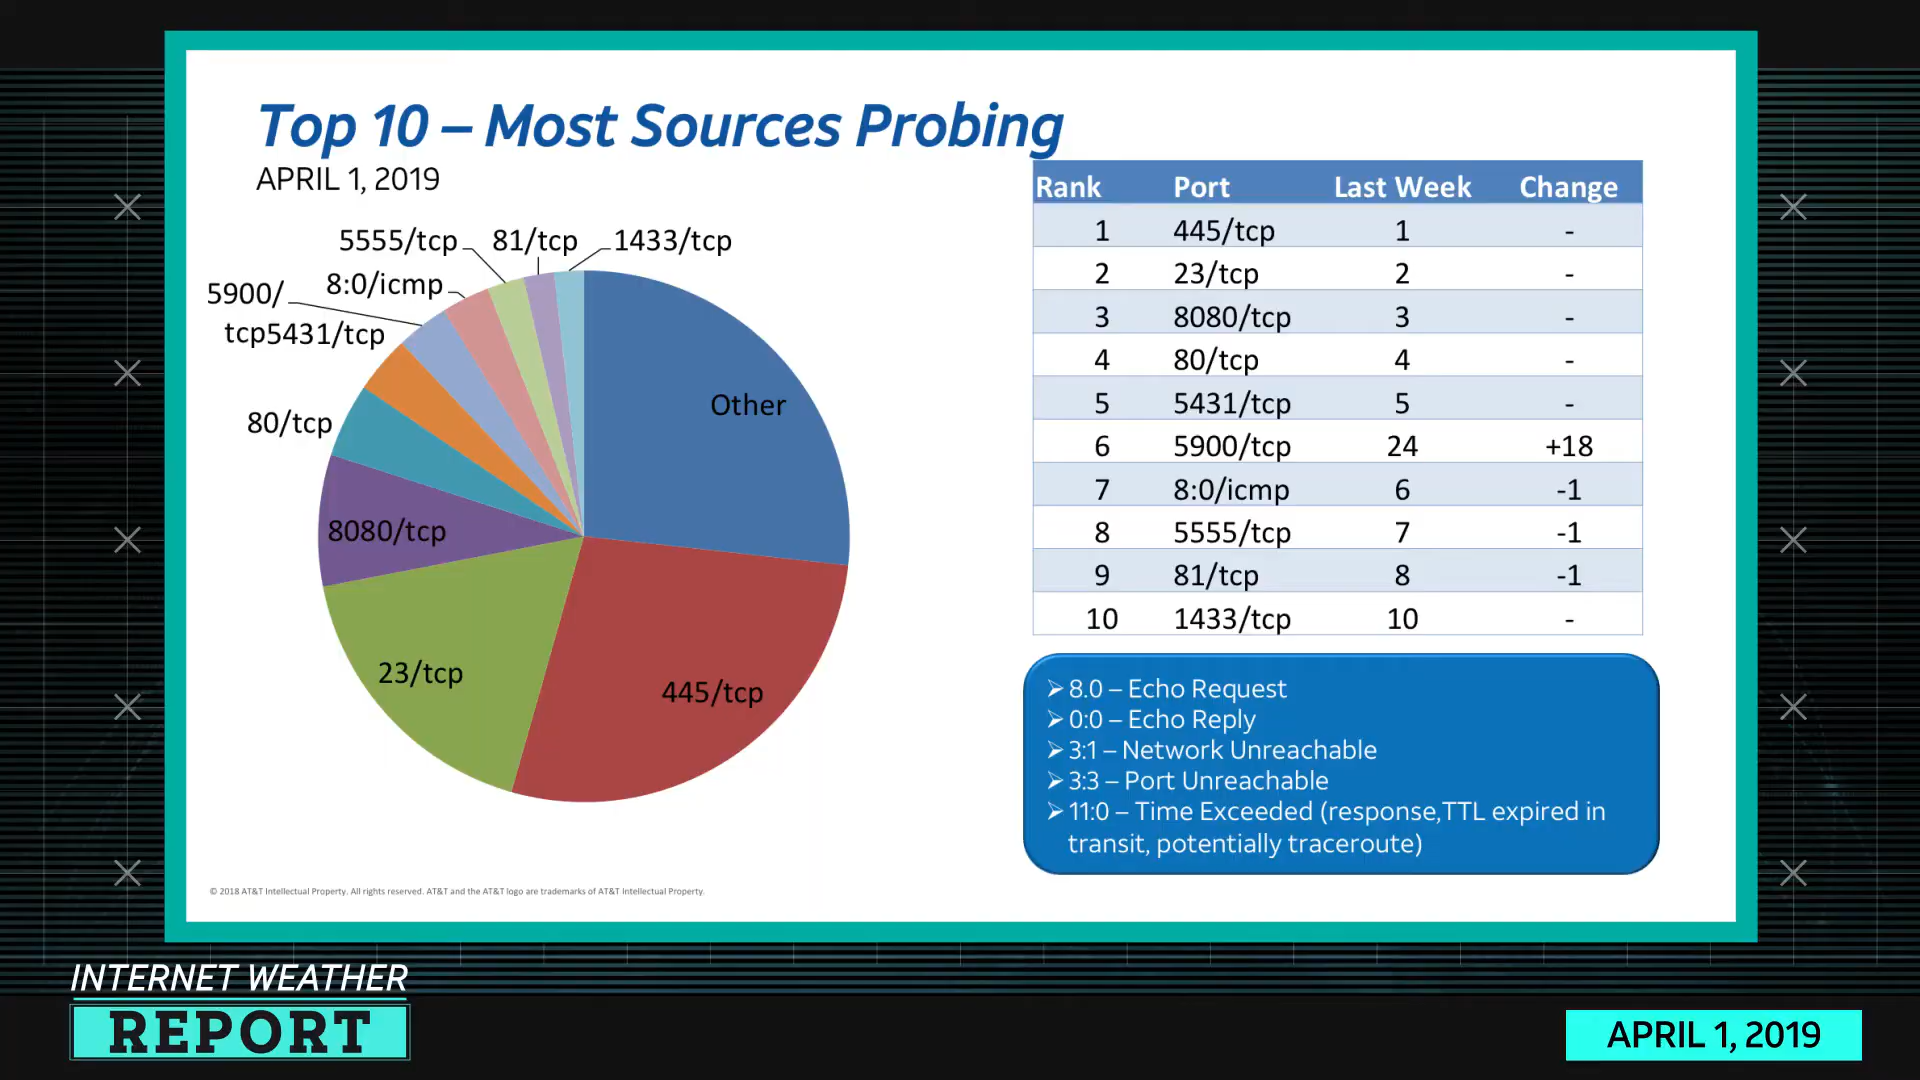 Top 10 – Most Sources Probing
APRIL 1, 2019
5555/tcp
81/tcp
1433/tcp
8:0/icmp
5900/
tcp5431/tcp
80/tcp
Other
8080/tcp
23/tcp
445/tcp
Rank Port Last Week Change
1 445/tcp 1 -
2 23/tcp 2 -
3 8080/tcp 3 -
4 80/tcp 4 -
5 5431/tcp 5 -
6 5900/tcp 24 +18
7 8:0/icmp 6 -1
8 5555/tcp 7 -1
9 81/tcp 8 -1
10 1433/tcp 10 -
➢ 8.0 – Echo Request
➢ 0:0 – Echo Reply
➢ 3:1 – Network Unreachable
➢ 3:3 – Port Unreachable
➢ 11:0 – Time Exceeded (response,TTL expired in
transit, potentially traceroute)
© 2018 AT&T Intellectual Property. All rights reserved. AT&T and the AT&T logo are trademarks of AT&T Intellectual Property.
INTERNET WEATHER
REPORT
APRIL 1, 2019